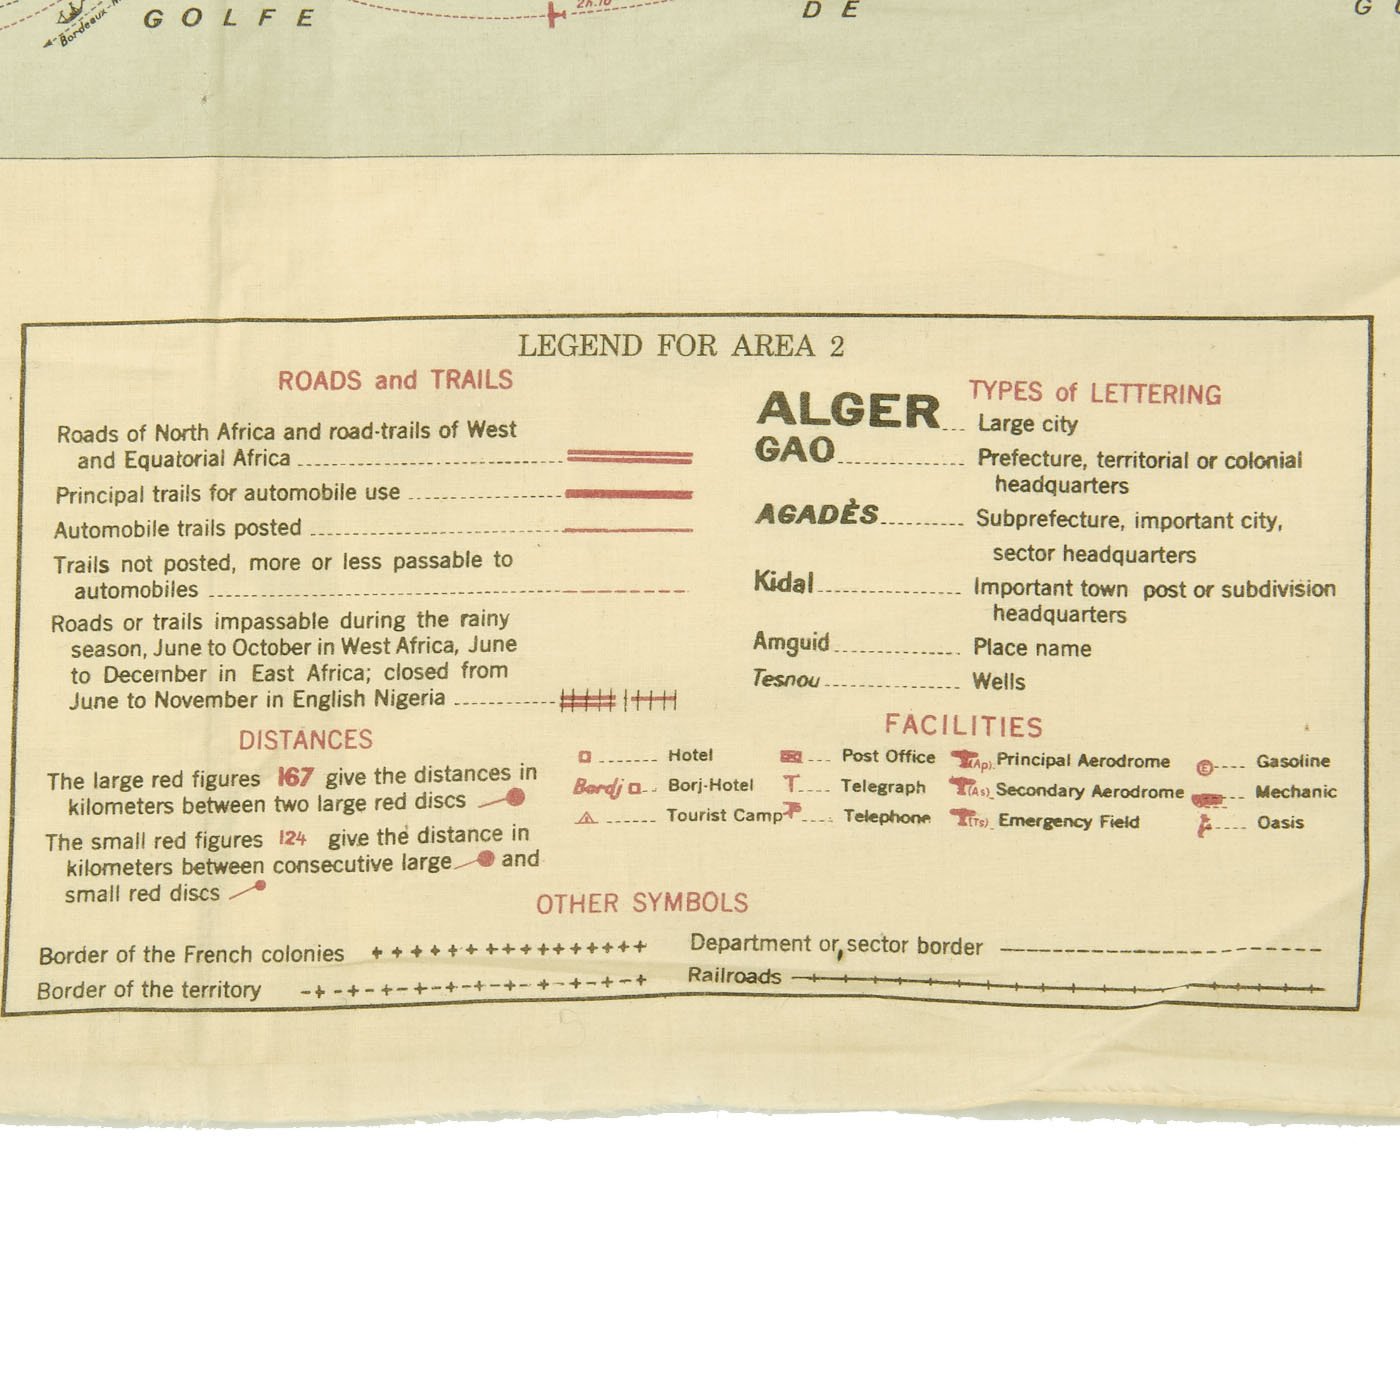 Bordeaux-
GOLFE
2h.10
DE
G
LEGEND FOR AREA 2
ROADS and TRAILS
Roads of North Africa and road-trails of West
and Equatorial Africa
Principal trails for automobile use
Automobile trails posted
Trails not posted, more or less passable to
automobiles
Roads or trails impassable during the rainy
season, June to October in West Africa, June
to December in East Africa; closed from
June to November in English Nigeria
TYPES of LETTERING
ALGER Large city
GAO Prefecture, territorial or colonial
headquarters
AGADÈS Subprefecture, important city,
sector headquarters
Kidal Important town post or subdivision
headquarters
Amguid Place name
Tesnou Wells
DISTANCES
The large red figures 167 give the distances in
kilometers between two large red discs
The small red figures 124 give the distance in
kilometers between consecutive large and
small red discs
FACILITIES
Hotel Post Office (Ap) Principal Aerodrome E Gasoline
Bordj Borj-Hotel T Telegraph (As) Secondary Aerodrome Mechanic
Tourist Camp Telephone (Ts) Emergency Field Oasis
OTHER SYMBOLS
Border of the French colonies Department or sector border
Border of the territory Railroads